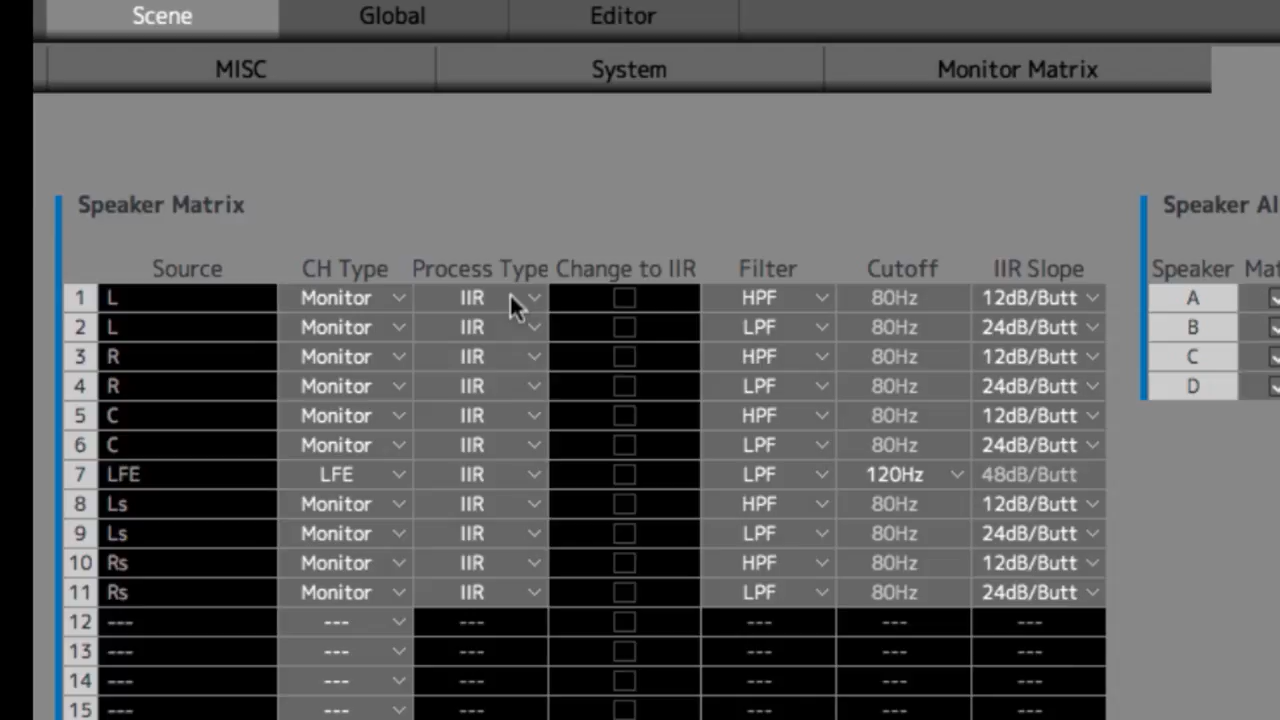 Scene Global Editor
MISC System Monitor Matrix
Speaker Matrix Speaker Al
Source CH Type Process Type Change to IIR Filter Cutoff IIR Slope Speaker Mat
1 L Monitor IIR HPF 80Hz 12dB/Butt A
2 L Monitor IIR LPF 80Hz 24dB/Butt B
3 R Monitor IIR HPF 80Hz 12dB/Butt C
4 R Monitor IIR LPF 80Hz 24dB/Butt D
5 C Monitor IIR HPF 80Hz 12dB/Butt
6 C Monitor IIR LPF 80Hz 24dB/Butt
7 LFE LFE IIR LPF 120Hz 48dB/Butt
8 Ls Monitor IIR HPF 80Hz 12dB/Butt
9 Ls Monitor IIR LPF 80Hz 24dB/Butt
10 Rs Monitor IIR HPF 80Hz 12dB/Butt
11 Rs Monitor IIR LPF 80Hz 24dB/Butt
12 --- --- --- --- --- ---
13 --- --- --- --- --- ---
14 --- --- --- --- --- ---
15 --- --- --- --- --- ---